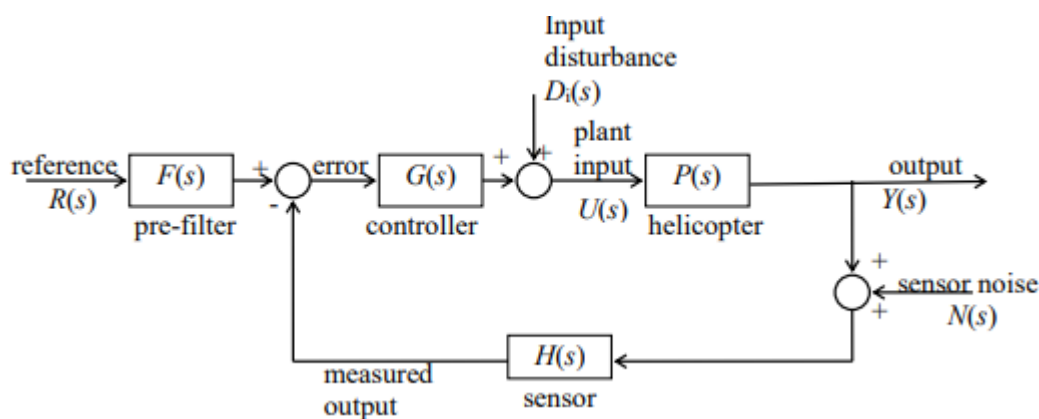 Input
disturbance
Dᵢ(s)
plant
input
U(s)
reference
R(s)
F(s)
pre-filter
+
-
error
G(s)
controller
+
+
P(s)
helicopter
output
Y(s)
+
+
sensor noise
N(s)
H(s)
sensor
measured
output